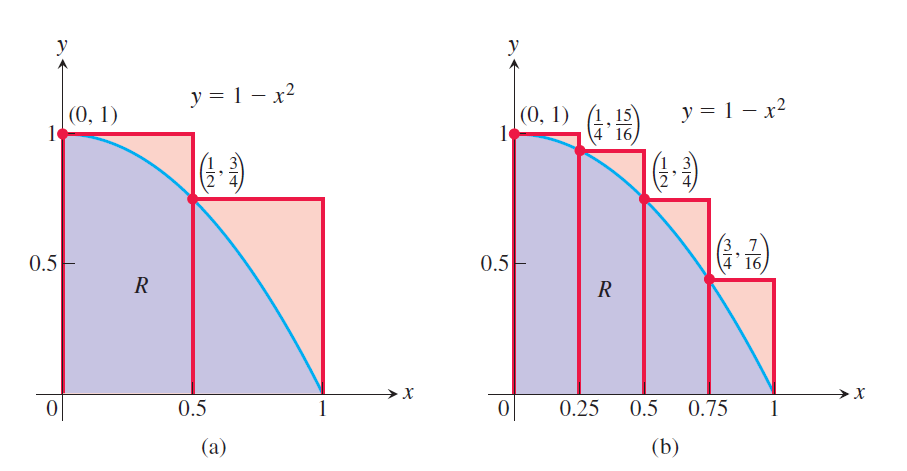 y
y = 1 − x²
(0, 1)
1
(1/2, 3/4)
0.5
R
0
0.5
1
x
(a)
y
y = 1 − x²
(0, 1)
(1/4, 15/16)
1
(1/2, 3/4)
(3/4, 7/16)
0.5
R
0
0.25
0.5
0.75
1
x
(b)